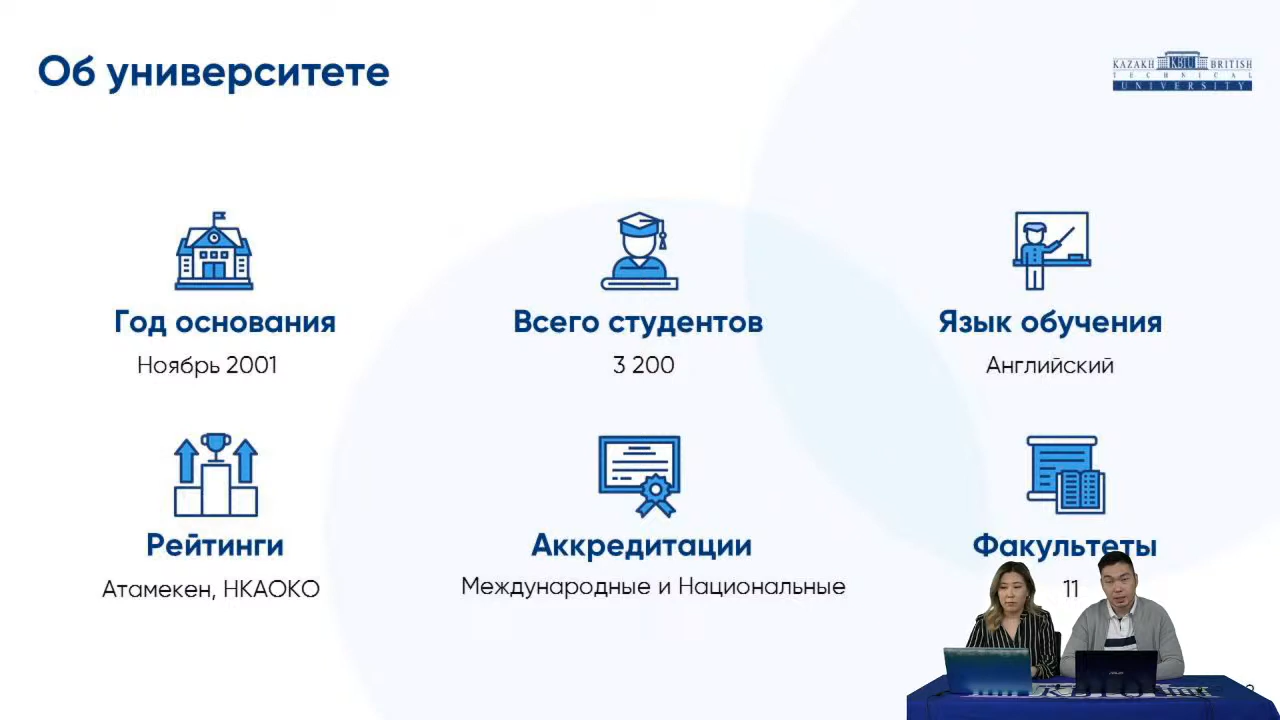 Об университете
KAZAKH KBTU BRITISH
TECHNICAL
UNIVERSITY
Год основания
Ноябрь 2001
Всего студентов
3 200
Язык обучения
Английский
Рейтинги
Атамекен, НКАОКО
Аккредитации
Международные и Национальные
Факультеты
11
ASUS